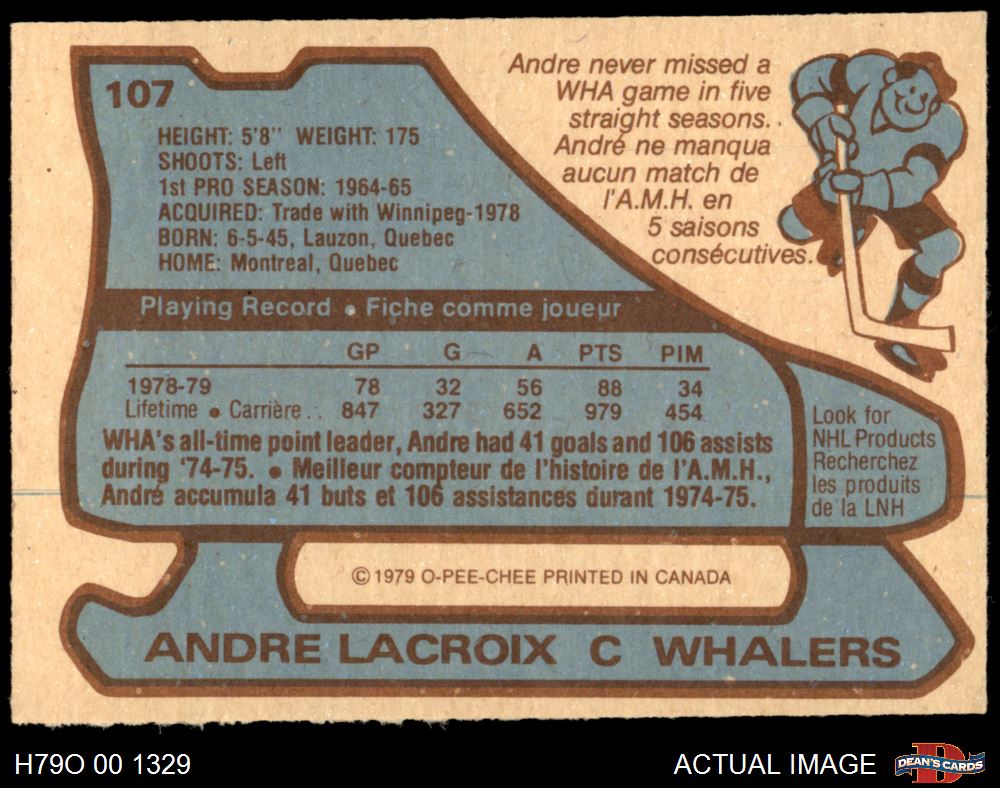 107
HEIGHT: 5'8" WEIGHT: 175
SHOOTS: Left
1st PRO SEASON: 1964-65
ACQUIRED: Trade with Winnipeg-1978
BORN: 6-5-45, Lauzon, Quebec
HOME: Montreal, Quebec
Andre never missed a
WHA game in five
straight seasons. .
André ne manqua
aucun match de
l'A.M.H. en
5 saisons
consécutives.
Playing Record • Fiche comme joueur
GP G A PTS PIM
1978-79 78 32 56 88 34
Lifetime • Carrière . . 847 327 652 979 454
WHA's all-time point leader, Andre had 41 goals and 106 assists
during '74-75. • Meilleur compteur de l'histoire de l'A.M.H.,
André accumula 41 buts et 106 assistances durant 1974-75.
Look for
NHL Products
Recherchez
les produits
de la LNH
© 1979 O-PEE-CHEE PRINTED IN CANADA
ANDRE LACROIX C WHALERS
H79O 00 1329
ACTUAL IMAGE
D
DEAN'S CARDS